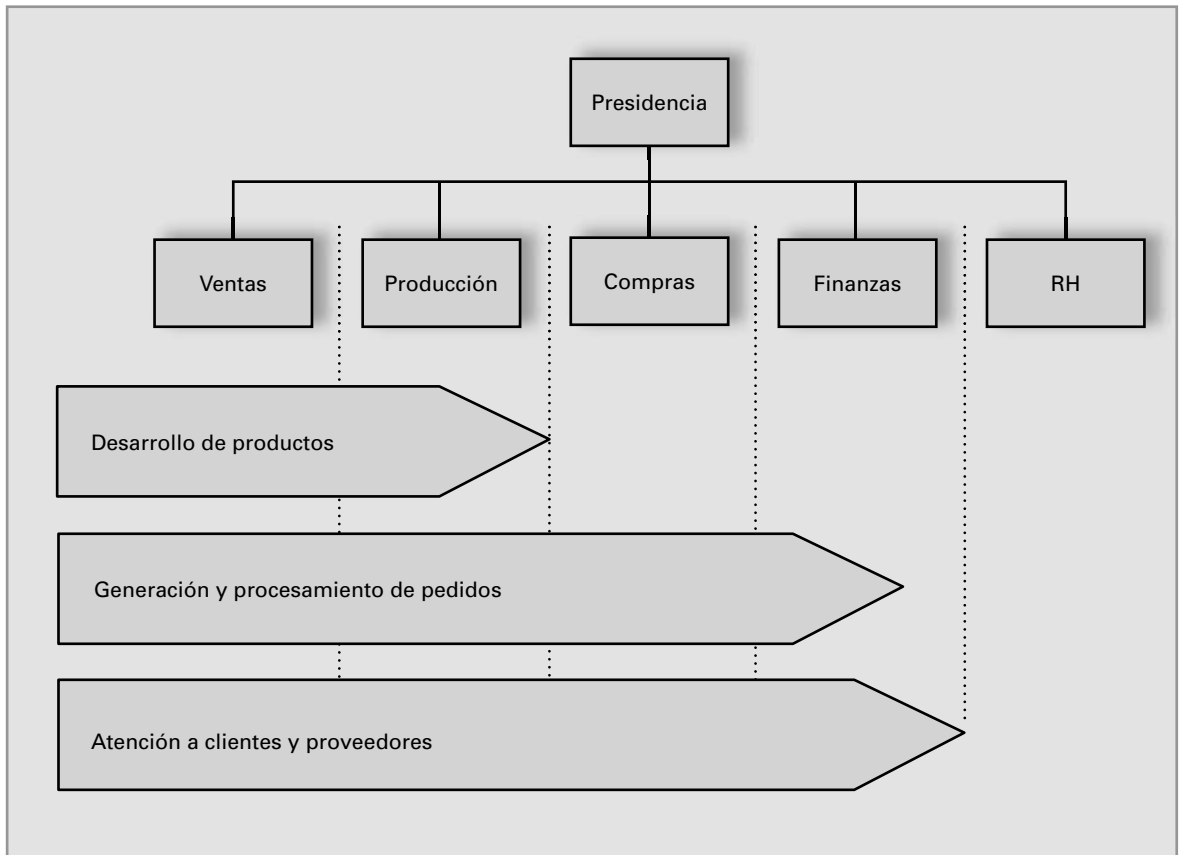 Presidencia
Ventas
Producción
Compras
Finanzas
RH
Desarrollo de productos
Generación y procesamiento de pedidos
Atención a clientes y proveedores